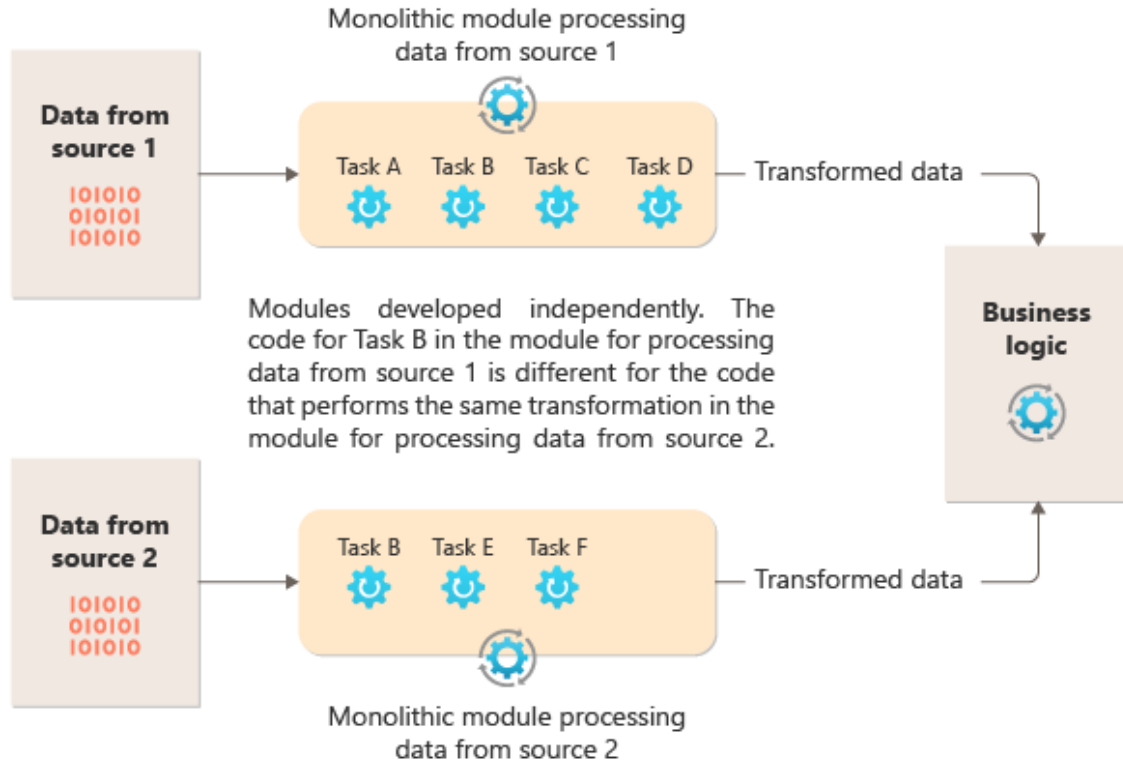 Monolithic module processing
data from source 1
Data from
source 1
101010
010101
101010
Task A Task B Task C Task D
Transformed data
Modules developed independently. The
code for Task B in the module for processing
data from source 1 is different for the code
that performs the same transformation in the
module for processing data from source 2.
Business
logic
Data from
source 2
101010
010101
101010
Task B Task E Task F
Transformed data
Monolithic module processing
data from source 2